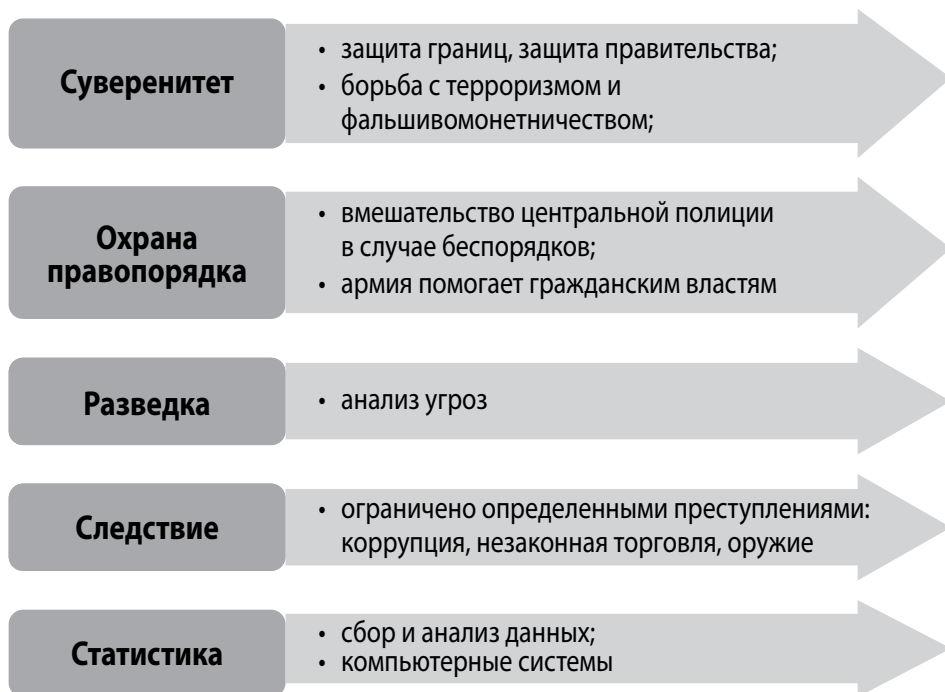 Суверенитет
• защита границ, защита правительства;
• борьба с терроризмом и
фальшивомонетничеством;
Охрана
правопорядка
• вмешательство центральной полиции
в случае беспорядков;
• армия помогает гражданским властям
Разведка
• анализ угроз
Следствие
• ограничено определенными преступлениями:
коррупция, незаконная торговля, оружие
Статистика
• сбор и анализ данных;
• компьютерные системы